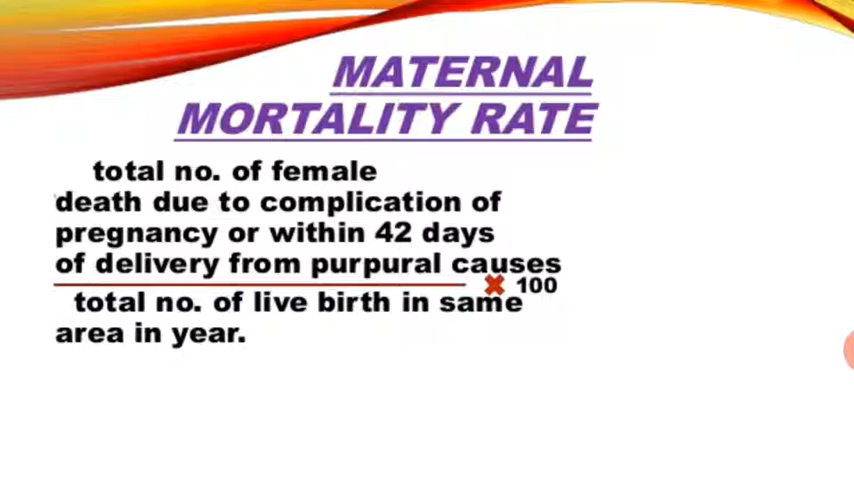 MATERNAL
MORTALITY RATE
total no. of female
death due to complication of
pregnancy or within 42 days
of delivery from purpural causes
✖ 100
total no. of live birth in same
area in year.